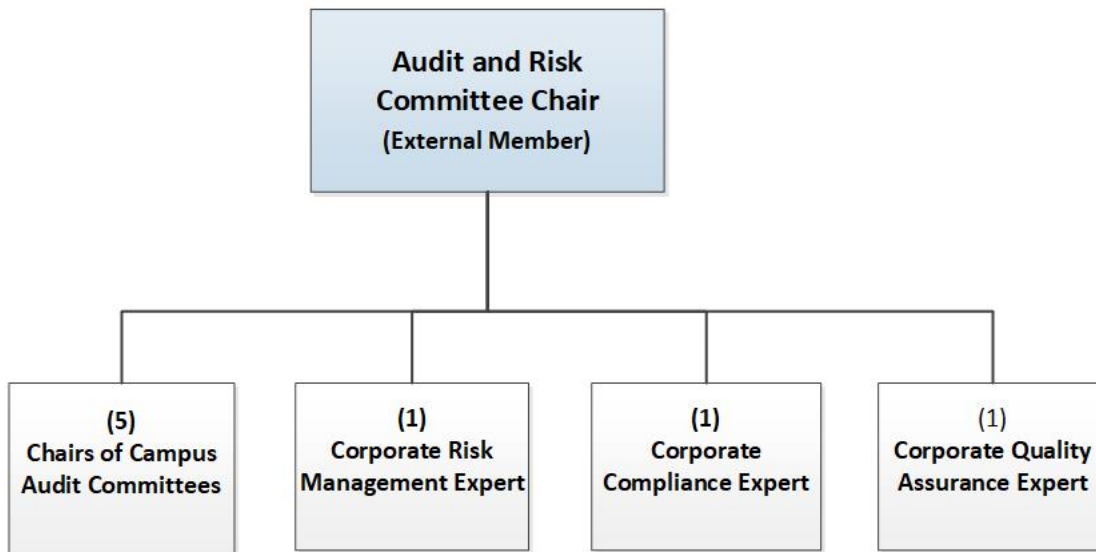 Audit and Risk
Committee Chair
(External Member)
(5)
Chairs of Campus
Audit Committees
(1)
Corporate Risk
Management Expert
(1)
Corporate
Compliance Expert
(1)
Corporate Quality
Assurance Expert